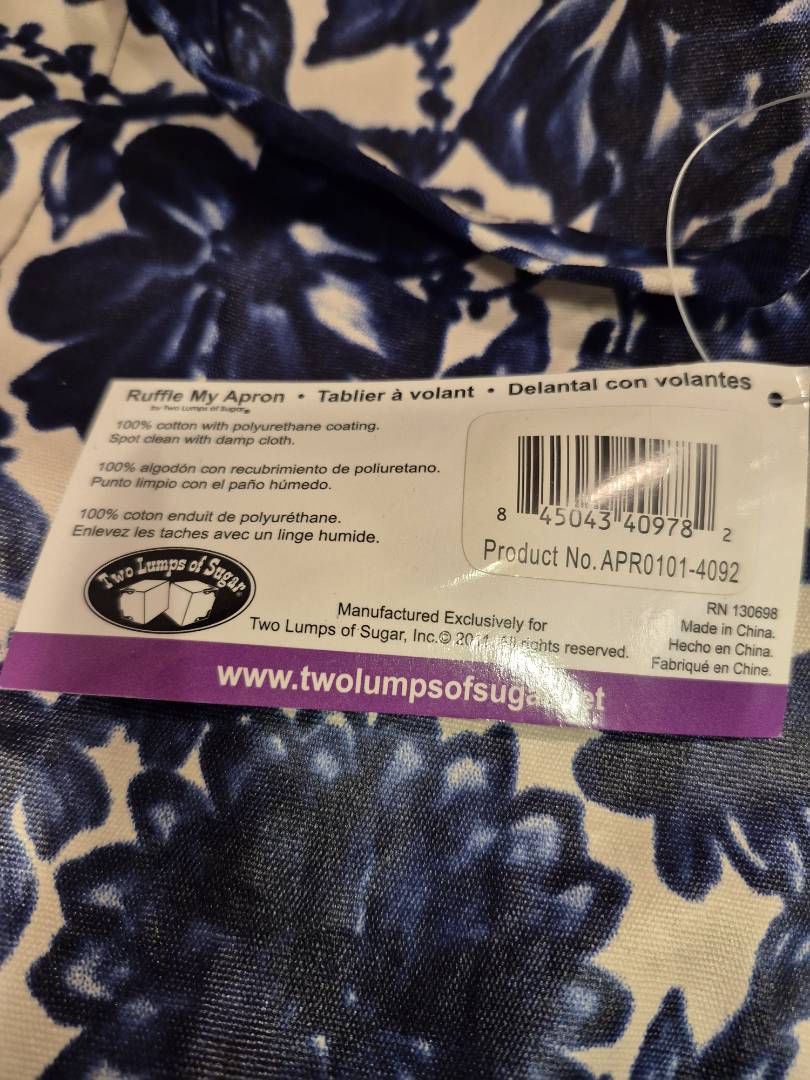 Ruffle My Apron • Tablier à volant • Delantal con volantes
by Two Lumps of Sugar®
100% cotton with polyurethane coating.
Spot clean with damp cloth.
100% algodón con recubrimiento de poliuretano.
Punto limpio con el paño húmedo.
100% coton enduit de polyuréthane.
Enlevez les taches avec un linge humide.
8 45043 40978 2
Product No. APR0101-4092
Two Lumps of Sugar®
Manufactured Exclusively for
Two Lumps of Sugar, Inc.© All rights reserved.
RN 130698
Made in China.
Hecho en China.
Fabriqué en Chine.